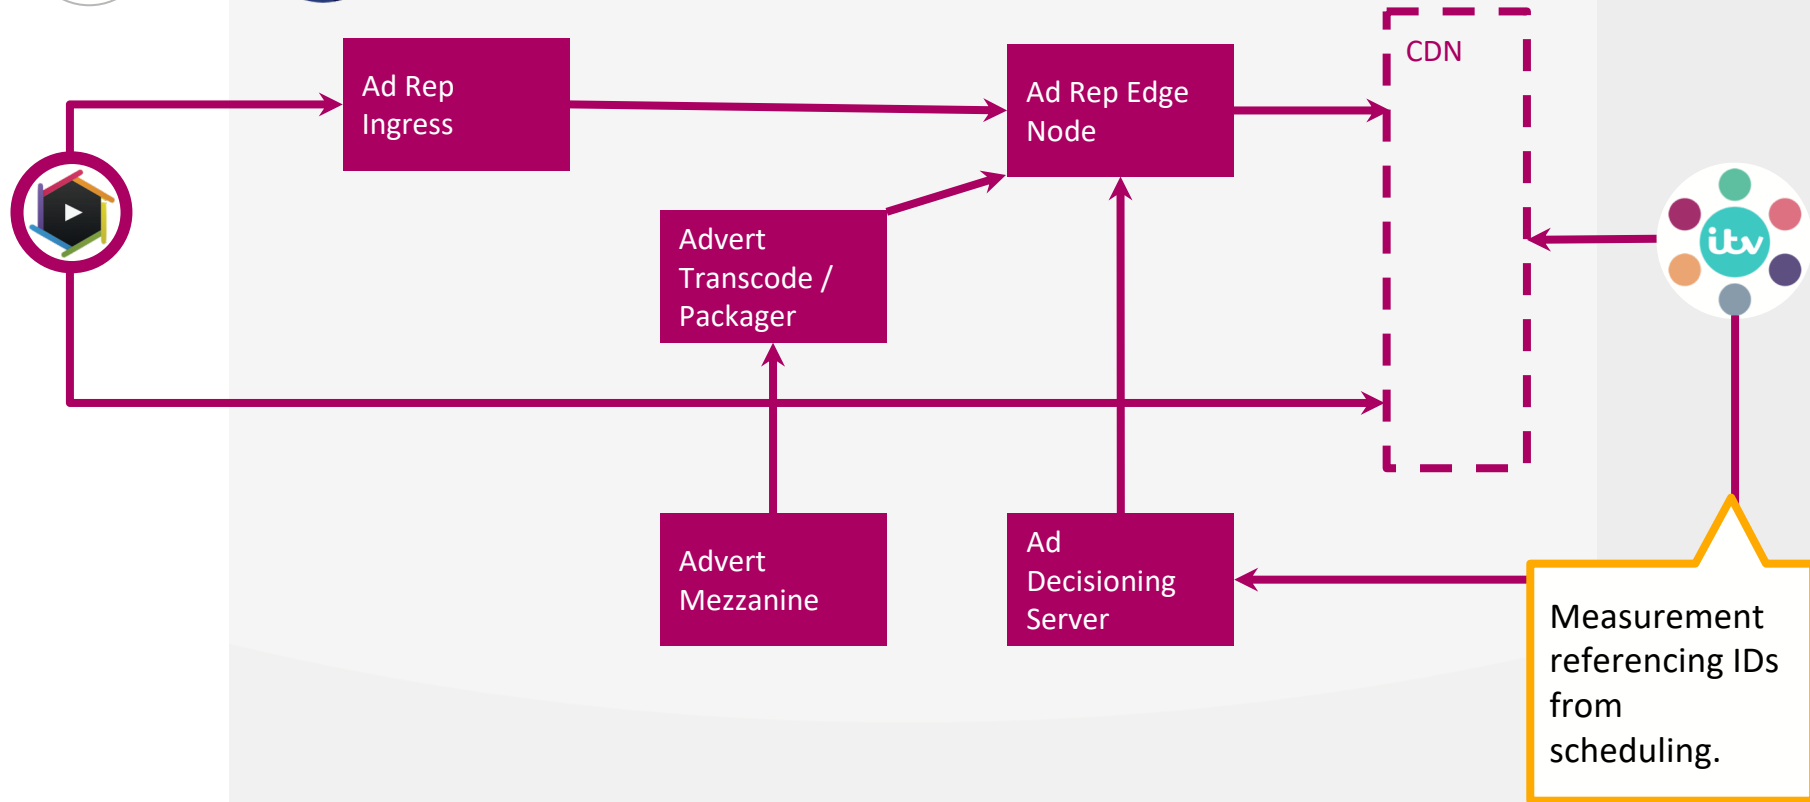 Ad Rep
Ingress
Ad Rep Edge
Node
CDN
Advert
Transcode /
Packager
itv
Advert
Mezzanine
Ad
Decisioning
Server
Measurement
referencing IDs
from
scheduling.